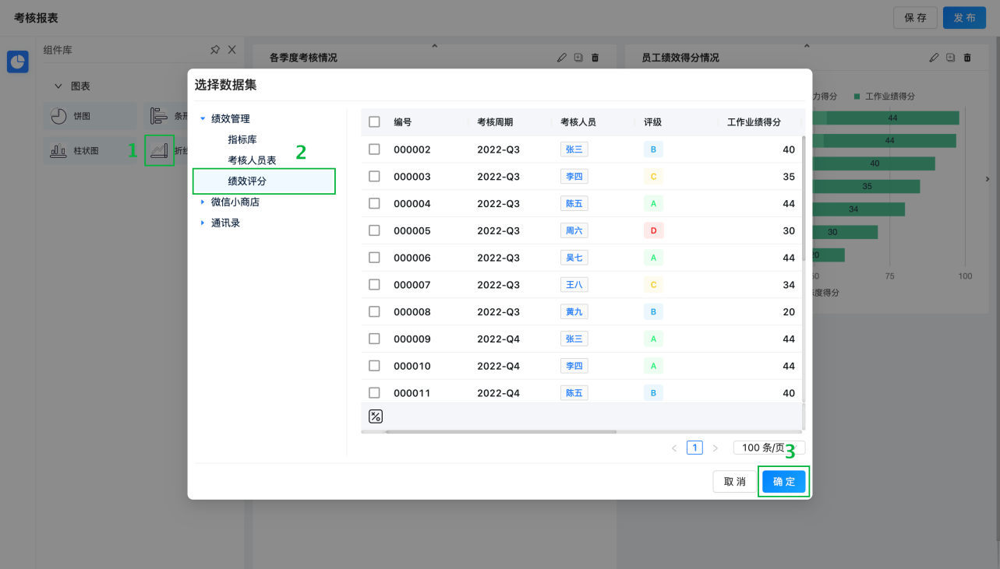 考核报表
保 存
发 布
组件库
图表
饼图
条形
柱状图
1
折线
各季度考核情况
员工绩效得分情况
力得分
工作业绩得分
44
44
40
35
34
30
20
75
100
度得分
选择数据集
绩效管理
指标库
考核人员表
2
绩效评分
微信小商店
通讯录
编号 考核周期 考核人员 评级 工作业绩得分
000002 2022-Q3 张三 B 40
000003 2022-Q3 李四 C 35
000004 2022-Q3 陈五 A 44
000005 2022-Q3 周六 D 30
000006 2022-Q3 吴七 A 44
000007 2022-Q3 王八 C 34
000008 2022-Q3 黄九 B 20
000009 2022-Q4 张三 A 44
000010 2022-Q4 李四 A 44
000011 2022-Q4 陈五 B 40
1
100 条/页
3
取 消
确 定